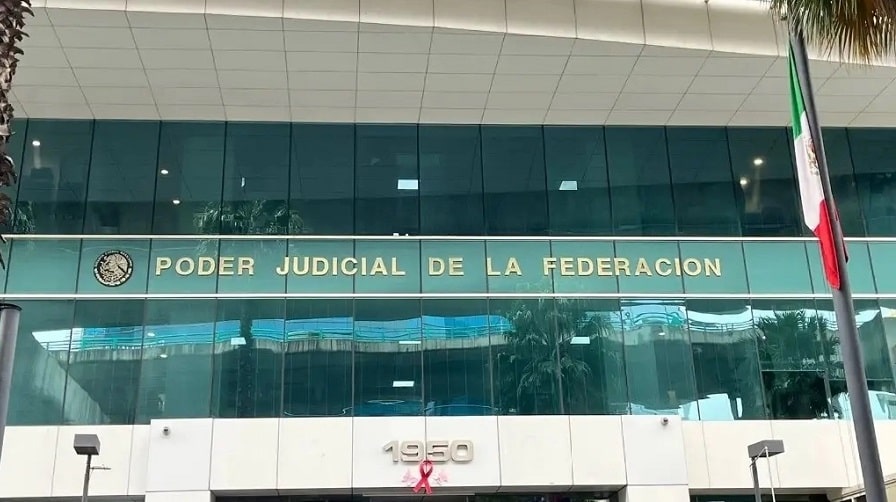 PODER JUDICIAL DE LA FEDERACION
1950